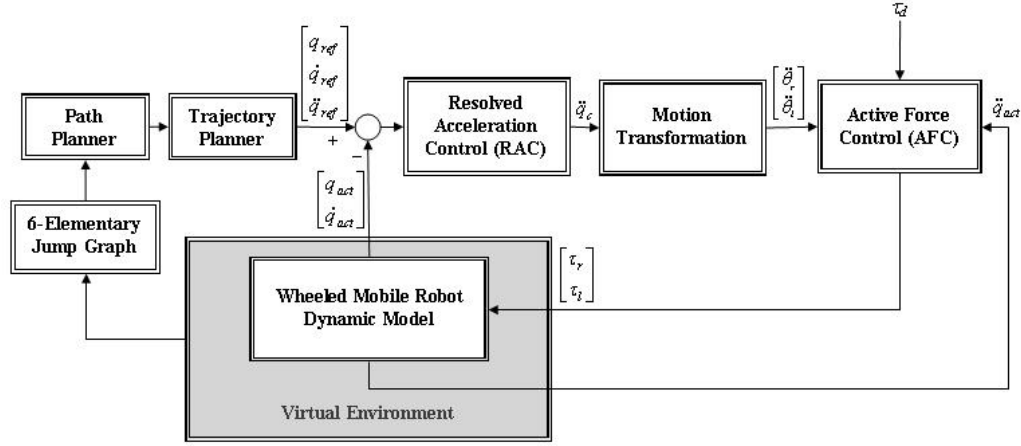 τ_d
[q_ref
q̇_ref
q̈_ref]
Path
Planner
Trajectory
Planner
+
−
Resolved
Acceleration
Control (RAC)
q̈_c
Motion
Transformation
[θ̈_r
θ̈_l]
Active Force
Control (AFC)
q̈_act
[q_act
q̇_act]
6-Elementary
Jump Graph
[τ_r
τ_l]
Wheeled Mobile Robot
Dynamic Model
Virtual Environment